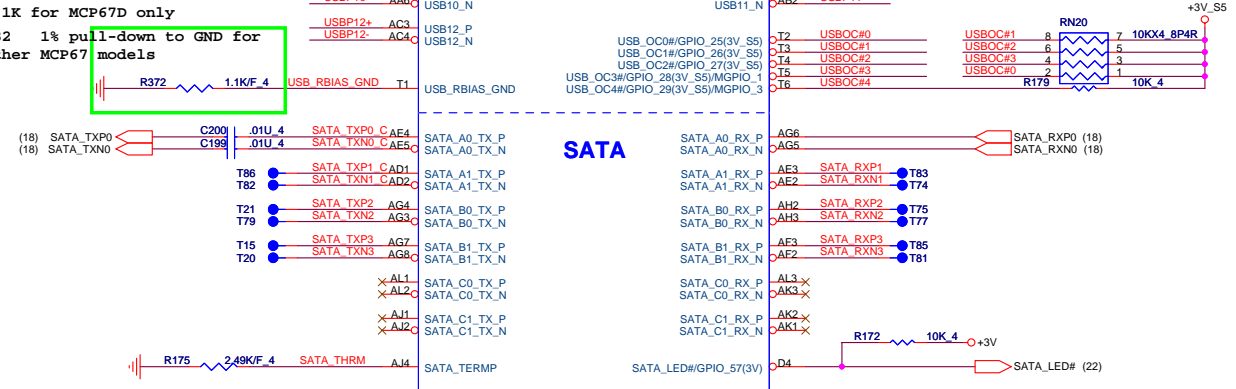 1K for MCP67D only
1% pull-down to GND for
MCP67 models
R372 1.1K/F_4 USB_RBIAS_GND T1 USB_RBIAS_GND
USB10_N
USBP12+ AC3 USB12_P
USBP12- AC4 USB12_N
USB11_N
USB_OC0#/GPIO_25(3V_S5) T2 USBOC#0
USB_OC1#/GPIO_26(3V_S5) T3 USBOC#1
USB_OC2#/GPIO_27(3V_S5) T4 USBOC#2
USB_OC3#/GPIO_28(3V_S5)/MGPIO_1 T5 USBOC#3
USB_OC4#/GPIO_29(3V_S5)/MGPIO_3 T6 USBOC#4
+3V_S5
RN20
USBOC#1 8 7 10KX4_8P4R
USBOC#2 6 5
USBOC#3 4 3
USBOC#0 2 1
R179 10K_4
SATA
(18) SATA_TXP0 C200 .01U_4 SATA_TXP0_C AE4 SATA_A0_TX_P
(18) SATA_TXN0 C199 .01U_4 SATA_TXN0_C AE5 SATA_A0_TX_N
T86 SATA_TXP1_C AD1 SATA_A1_TX_P
T82 SATA_TXN1_C AD2 SATA_A1_TX_N
T21 SATA_TXP2 AG4 SATA_B0_TX_P
T79 SATA_TXN2 AG3 SATA_B0_TX_N
T15 SATA_TXP3 AG7 SATA_B1_TX_P
T20 SATA_TXN3 AG8 SATA_B1_TX_N
AL1 SATA_C0_TX_P
AL2 SATA_C0_TX_N
AJ1 SATA_C1_TX_P
AJ2 SATA_C1_TX_N
R175 2.49K/F_4 SATA_THRM AJ4 SATA_TERMP
SATA_A0_RX_P AG6 SATA_RXP0 (18)
SATA_A0_RX_N AG5 SATA_RXN0 (18)
SATA_A1_RX_P AE3 SATA_RXP1 T83
SATA_A1_RX_N AE2 SATA_RXN1 T74
SATA_B0_RX_P AH2 SATA_RXP2 T75
SATA_B0_RX_N AH3 SATA_RXN2 T77
SATA_B1_RX_P AF3 SATA_RXP3 T85
SATA_B1_RX_N AF2 SATA_RXN3 T81
SATA_C0_RX_P AL3
SATA_C0_RX_N AK3
SATA_C1_RX_P AK2
SATA_C1_RX_N AK1
R172 10K_4 +3V
SATA_LED#/GPIO_57(3V) D4 SATA_LED# (22)